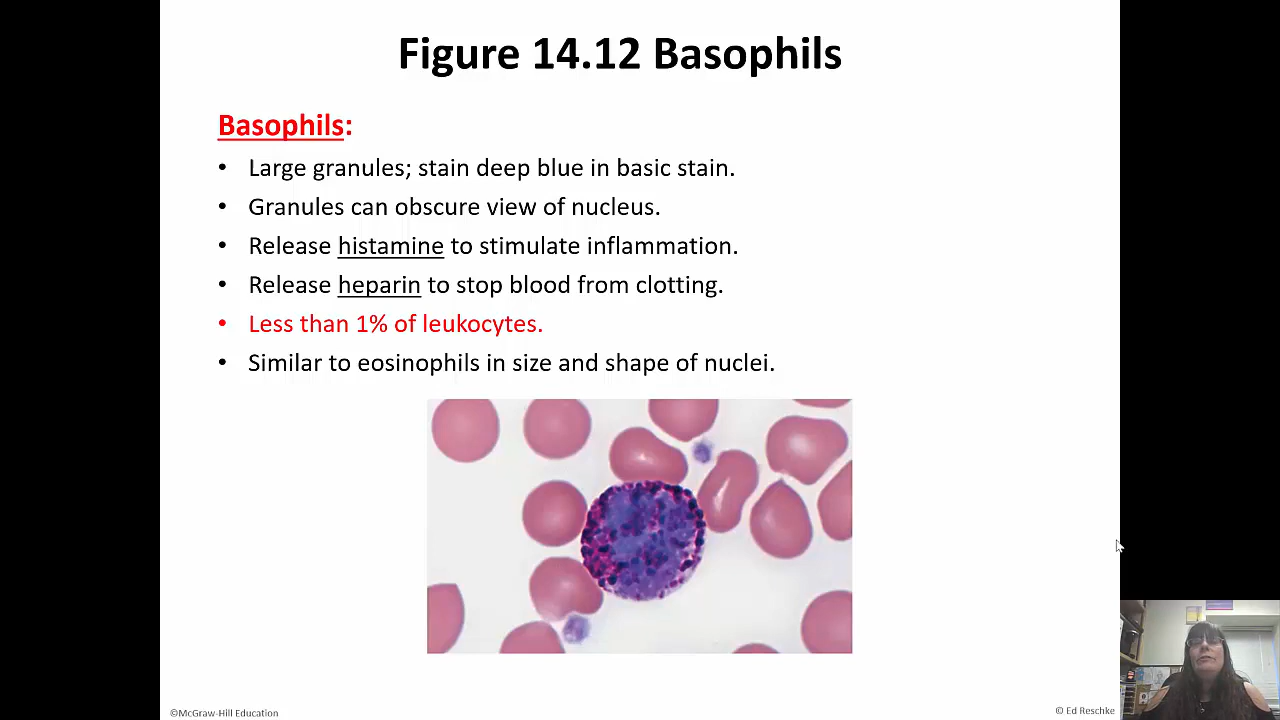 Figure 14.12 Basophils
Basophils:
• Large granules; stain deep blue in basic stain.
• Granules can obscure view of nucleus.
• Release histamine to stimulate inflammation.
• Release heparin to stop blood from clotting.
• Less than 1% of leukocytes.
• Similar to eosinophils in size and shape of nuclei.
©McGraw-Hill Education
© Ed Reschke